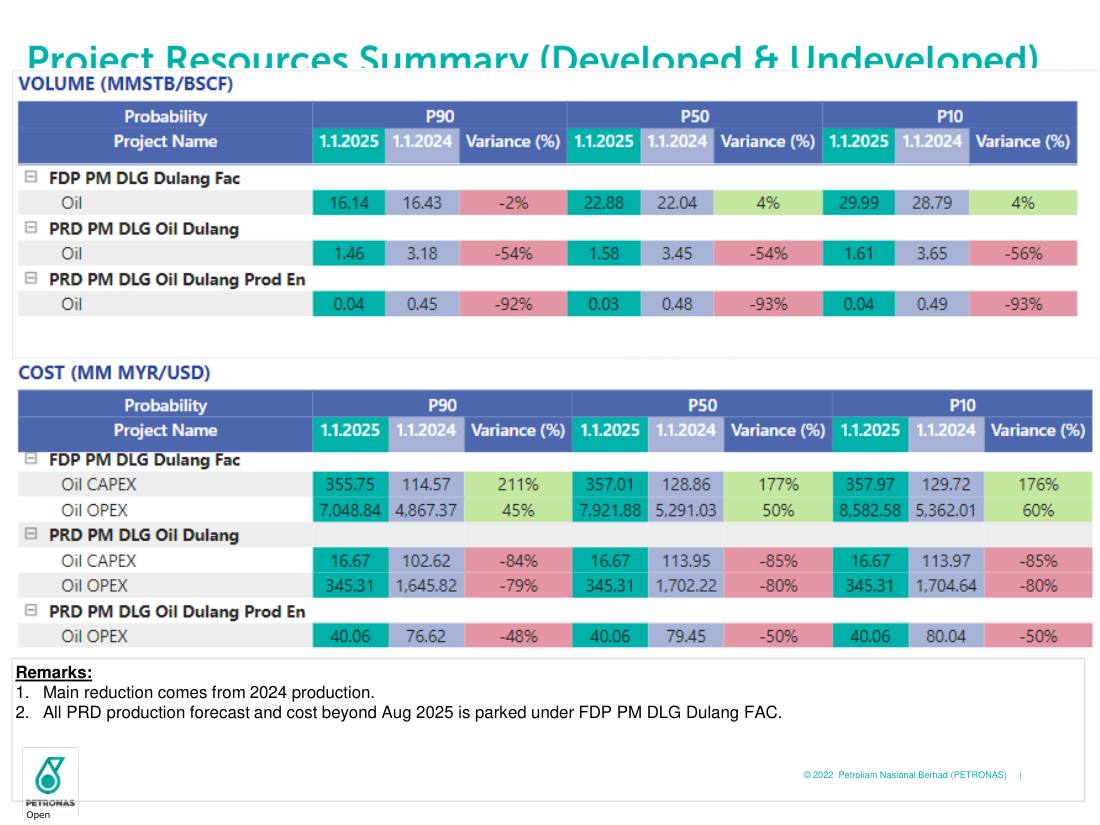 Project Resources Summary (Developed & Undeveloped)
VOLUME (MMSTB/BSCF)
Probability P90 P50 P10
Project Name 1.1.2025 1.1.2024 Variance (%) 1.1.2025 1.1.2024 Variance (%) 1.1.2025 1.1.2024 Variance (%)
FDP PM DLG Dulang Fac
Oil 16.14 16.43 -2% 22.88 22.04 4% 29.99 28.79 4%
PRD PM DLG Oil Dulang
Oil 1.46 3.18 -54% 1.58 3.45 -54% 1.61 3.65 -56%
PRD PM DLG Oil Dulang Prod En
Oil 0.04 0.45 -92% 0.03 0.48 -93% 0.04 0.49 -93%
COST (MM MYR/USD)
Probability P90 P50 P10
Project Name 1.1.2025 1.1.2024 Variance (%) 1.1.2025 1.1.2024 Variance (%) 1.1.2025 1.1.2024 Variance (%)
FDP PM DLG Dulang Fac
Oil CAPEX 355.75 114.57 211% 357.01 128.86 177% 357.97 129.72 176%
Oil OPEX 7,048.84 4,867.37 45% 7,921.88 5,291.03 50% 8,582.58 5,362.01 60%
PRD PM DLG Oil Dulang
Oil CAPEX 16.67 102.62 -84% 16.67 113.95 -85% 16.67 113.97 -85%
Oil OPEX 345.31 1,645.82 -79% 345.31 1,702.22 -80% 345.31 1,704.64 -80%
PRD PM DLG Oil Dulang Prod En
Oil OPEX 40.06 76.62 -48% 40.06 79.45 -50% 40.06 80.04 -50%
Remarks:
1. Main reduction comes from 2024 production.
2. All PRD production forecast and cost beyond Aug 2025 is parked under FDP PM DLG Dulang FAC.
© 2022 Petroliam Nasional Berhad (PETRONAS) |
PETRONAS
Open